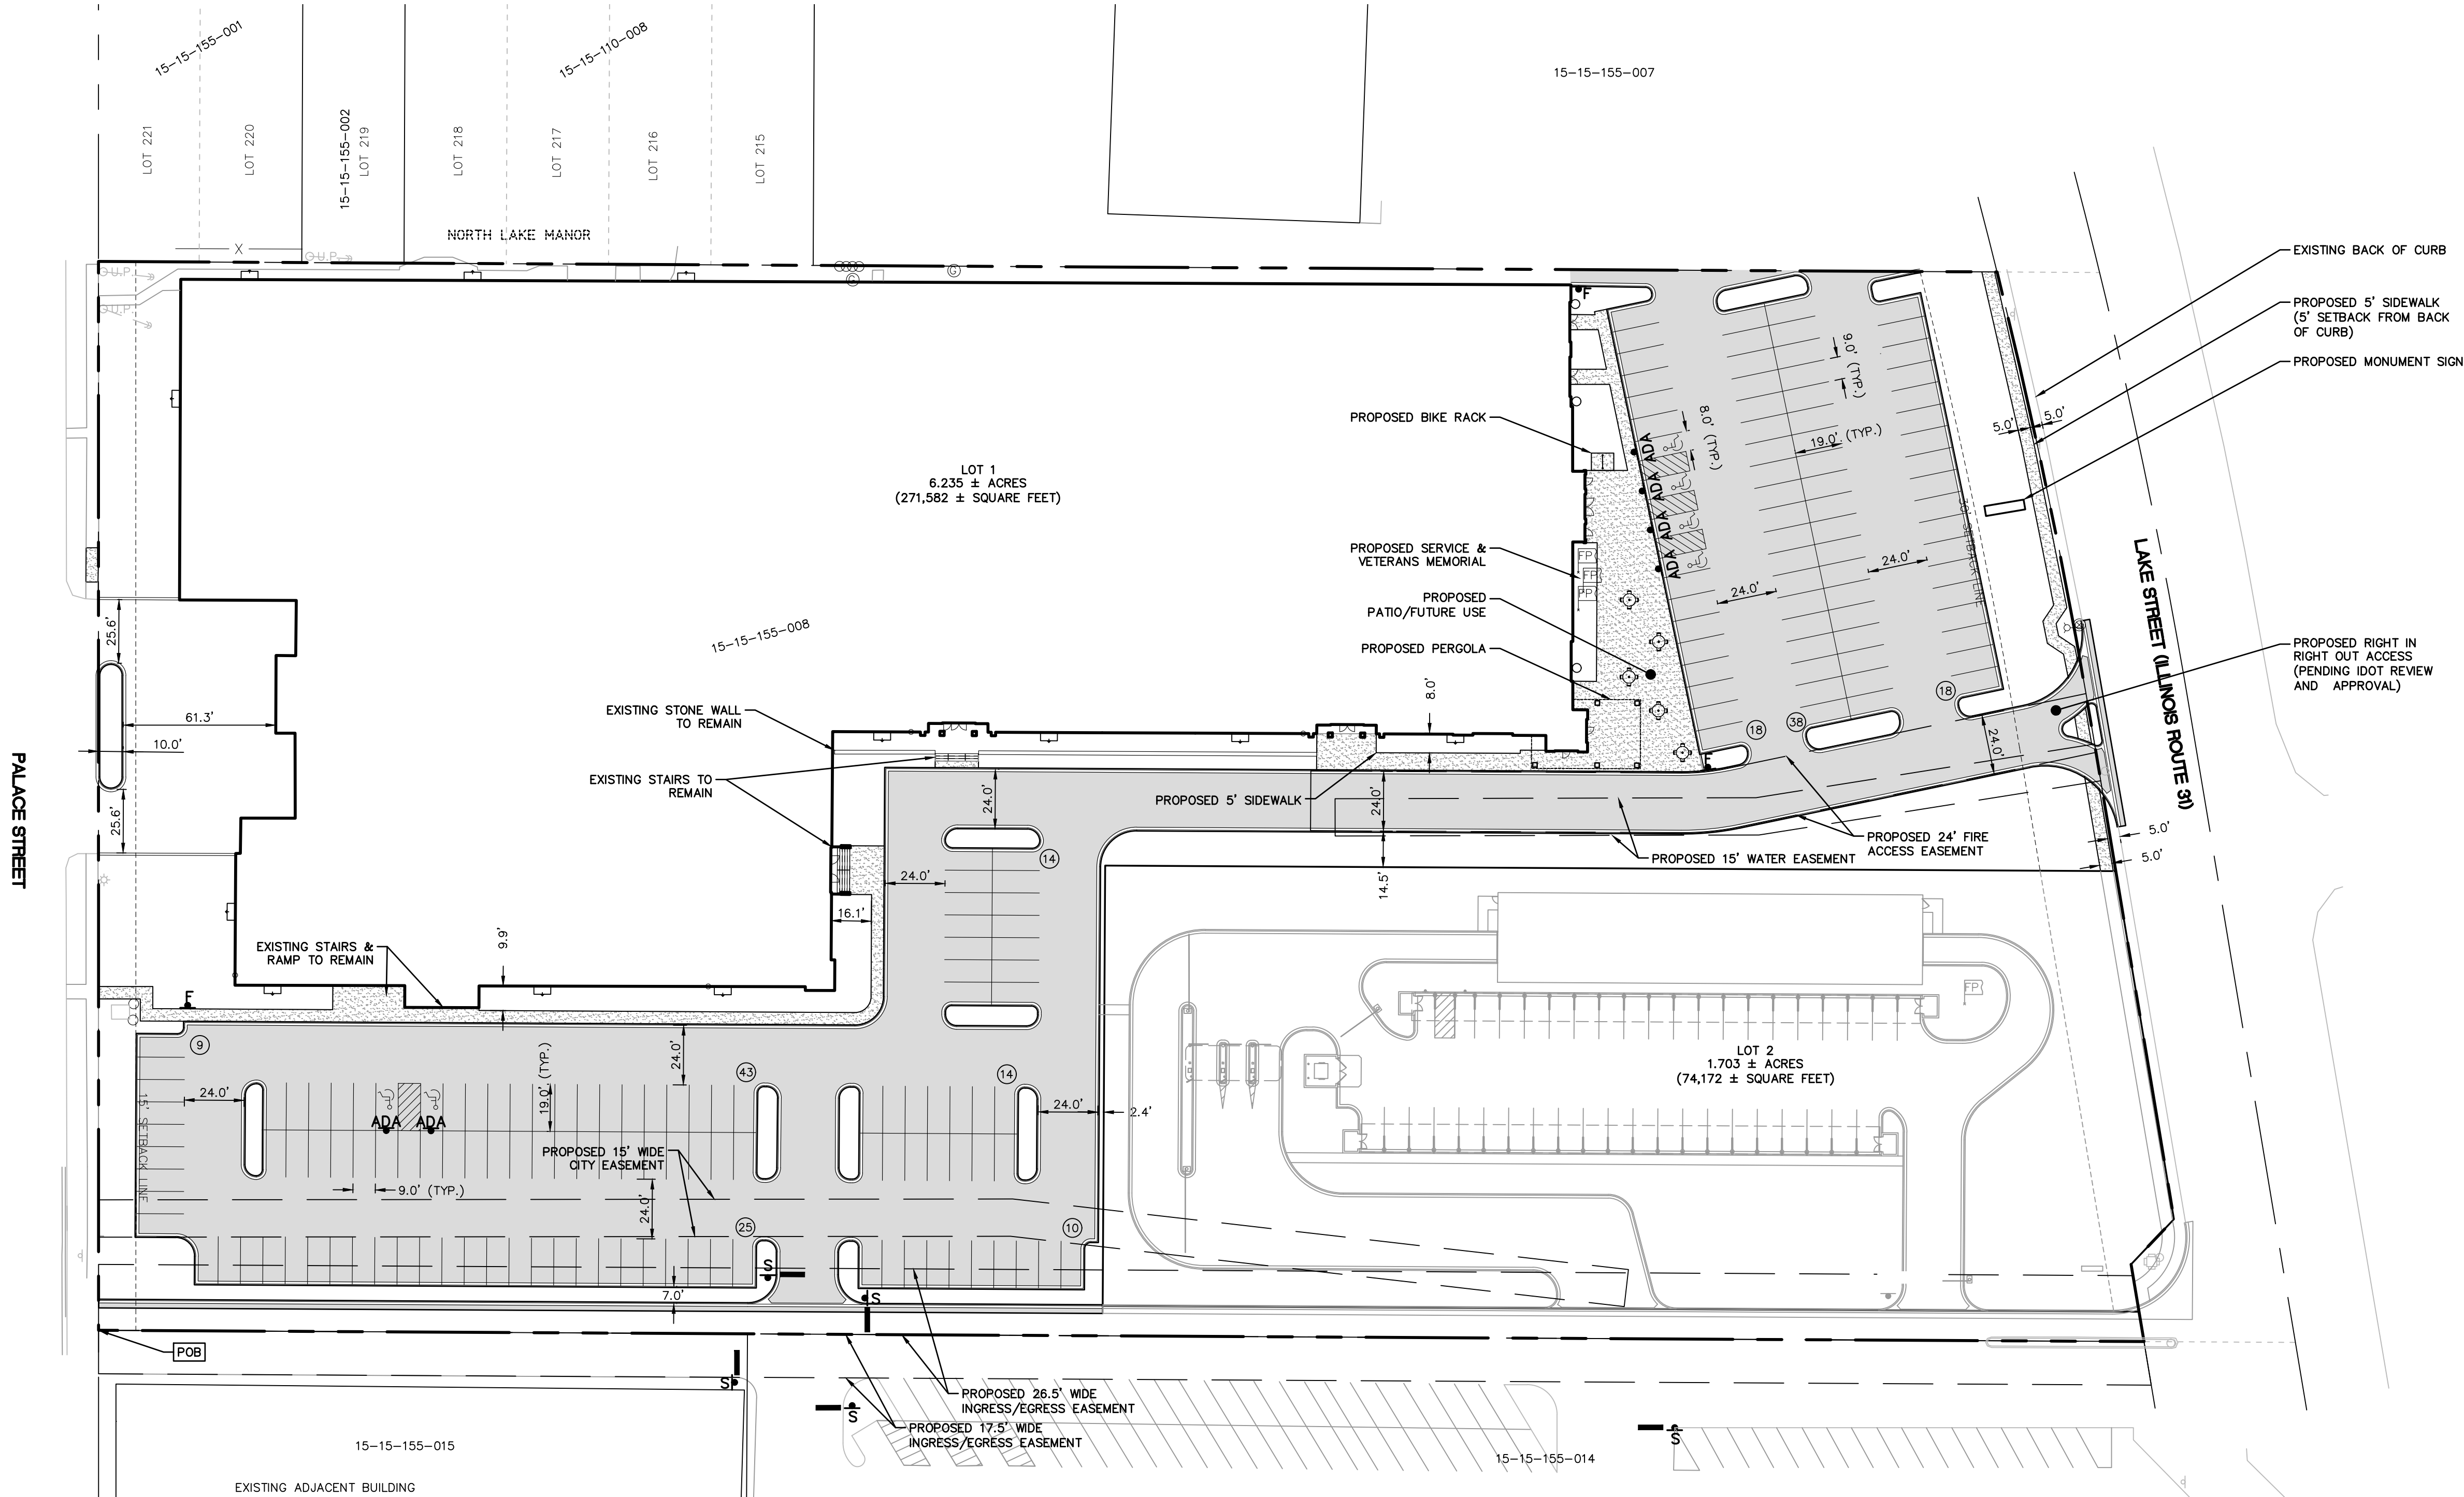 15-15-155-001
15-15-110-008
15-15-155-007
LOT 221
LOT 220
15-15-155-002
LOT 219
LOT 218
LOT 217
LOT 216
LOT 215
NORTH LAKE MANOR
X
U.P.
U.P.
U.P.
G
G
F
EXISTING BACK OF CURB
PROPOSED 5' SIDEWALK
(5' SETBACK FROM BACK
OF CURB)
PROPOSED MONUMENT SIGN
9.0' (TYP.)
8.0' (TYP.)
19.0' (TYP.)
5.0'
5.0'
PROPOSED BIKE RACK
ADA
ADA
ADA
ADA
LOT 1
6.235 ± ACRES
(271,582 ± SQUARE FEET)
30' SETBACK LINE
PROPOSED SERVICE &
VETERANS MEMORIAL
FP
FP
FP
24.0'
24.0'
LAKE STREET (ILLINOIS ROUTE 31)
PROPOSED
PATIO/FUTURE USE
PROPOSED PERGOLA
15-15-155-008
PROPOSED RIGHT IN
RIGHT OUT ACCESS
(PENDING IDOT REVIEW
AND APPROVAL)
25.6'
61.3'
10.0'
25.6'
PALACE STREET
EXISTING STONE WALL
TO REMAIN
8.0'
18
38
18
24.0'
EXISTING STAIRS TO
REMAIN
24.0'
PROPOSED 5' SIDEWALK
24.0'
F
PROPOSED 24' FIRE
ACCESS EASEMENT
PROPOSED 15' WATER EASEMENT
5.0'
5.0'
14
24.0'
14.5'
16.1'
9.9'
EXISTING STAIRS &
RAMP TO REMAIN
F
FP
9
24.0'
19.0' (TYP.)
43
14
LOT 2
1.703 ± ACRES
(74,172 ± SQUARE FEET)
24.0'
24.0'
2.4'
ADA
ADA
15' SETBACK LINE
PROPOSED 15' WIDE
CITY EASEMENT
9.0' (TYP.)
24.0'
25
10
S
7.0'
S
POB
S
S
PROPOSED 26.5' WIDE
INGRESS/EGRESS EASEMENT
PROPOSED 17.5' WIDE
INGRESS/EGRESS EASEMENT
S
15-15-155-015
15-15-155-014
EXISTING ADJACENT BUILDING